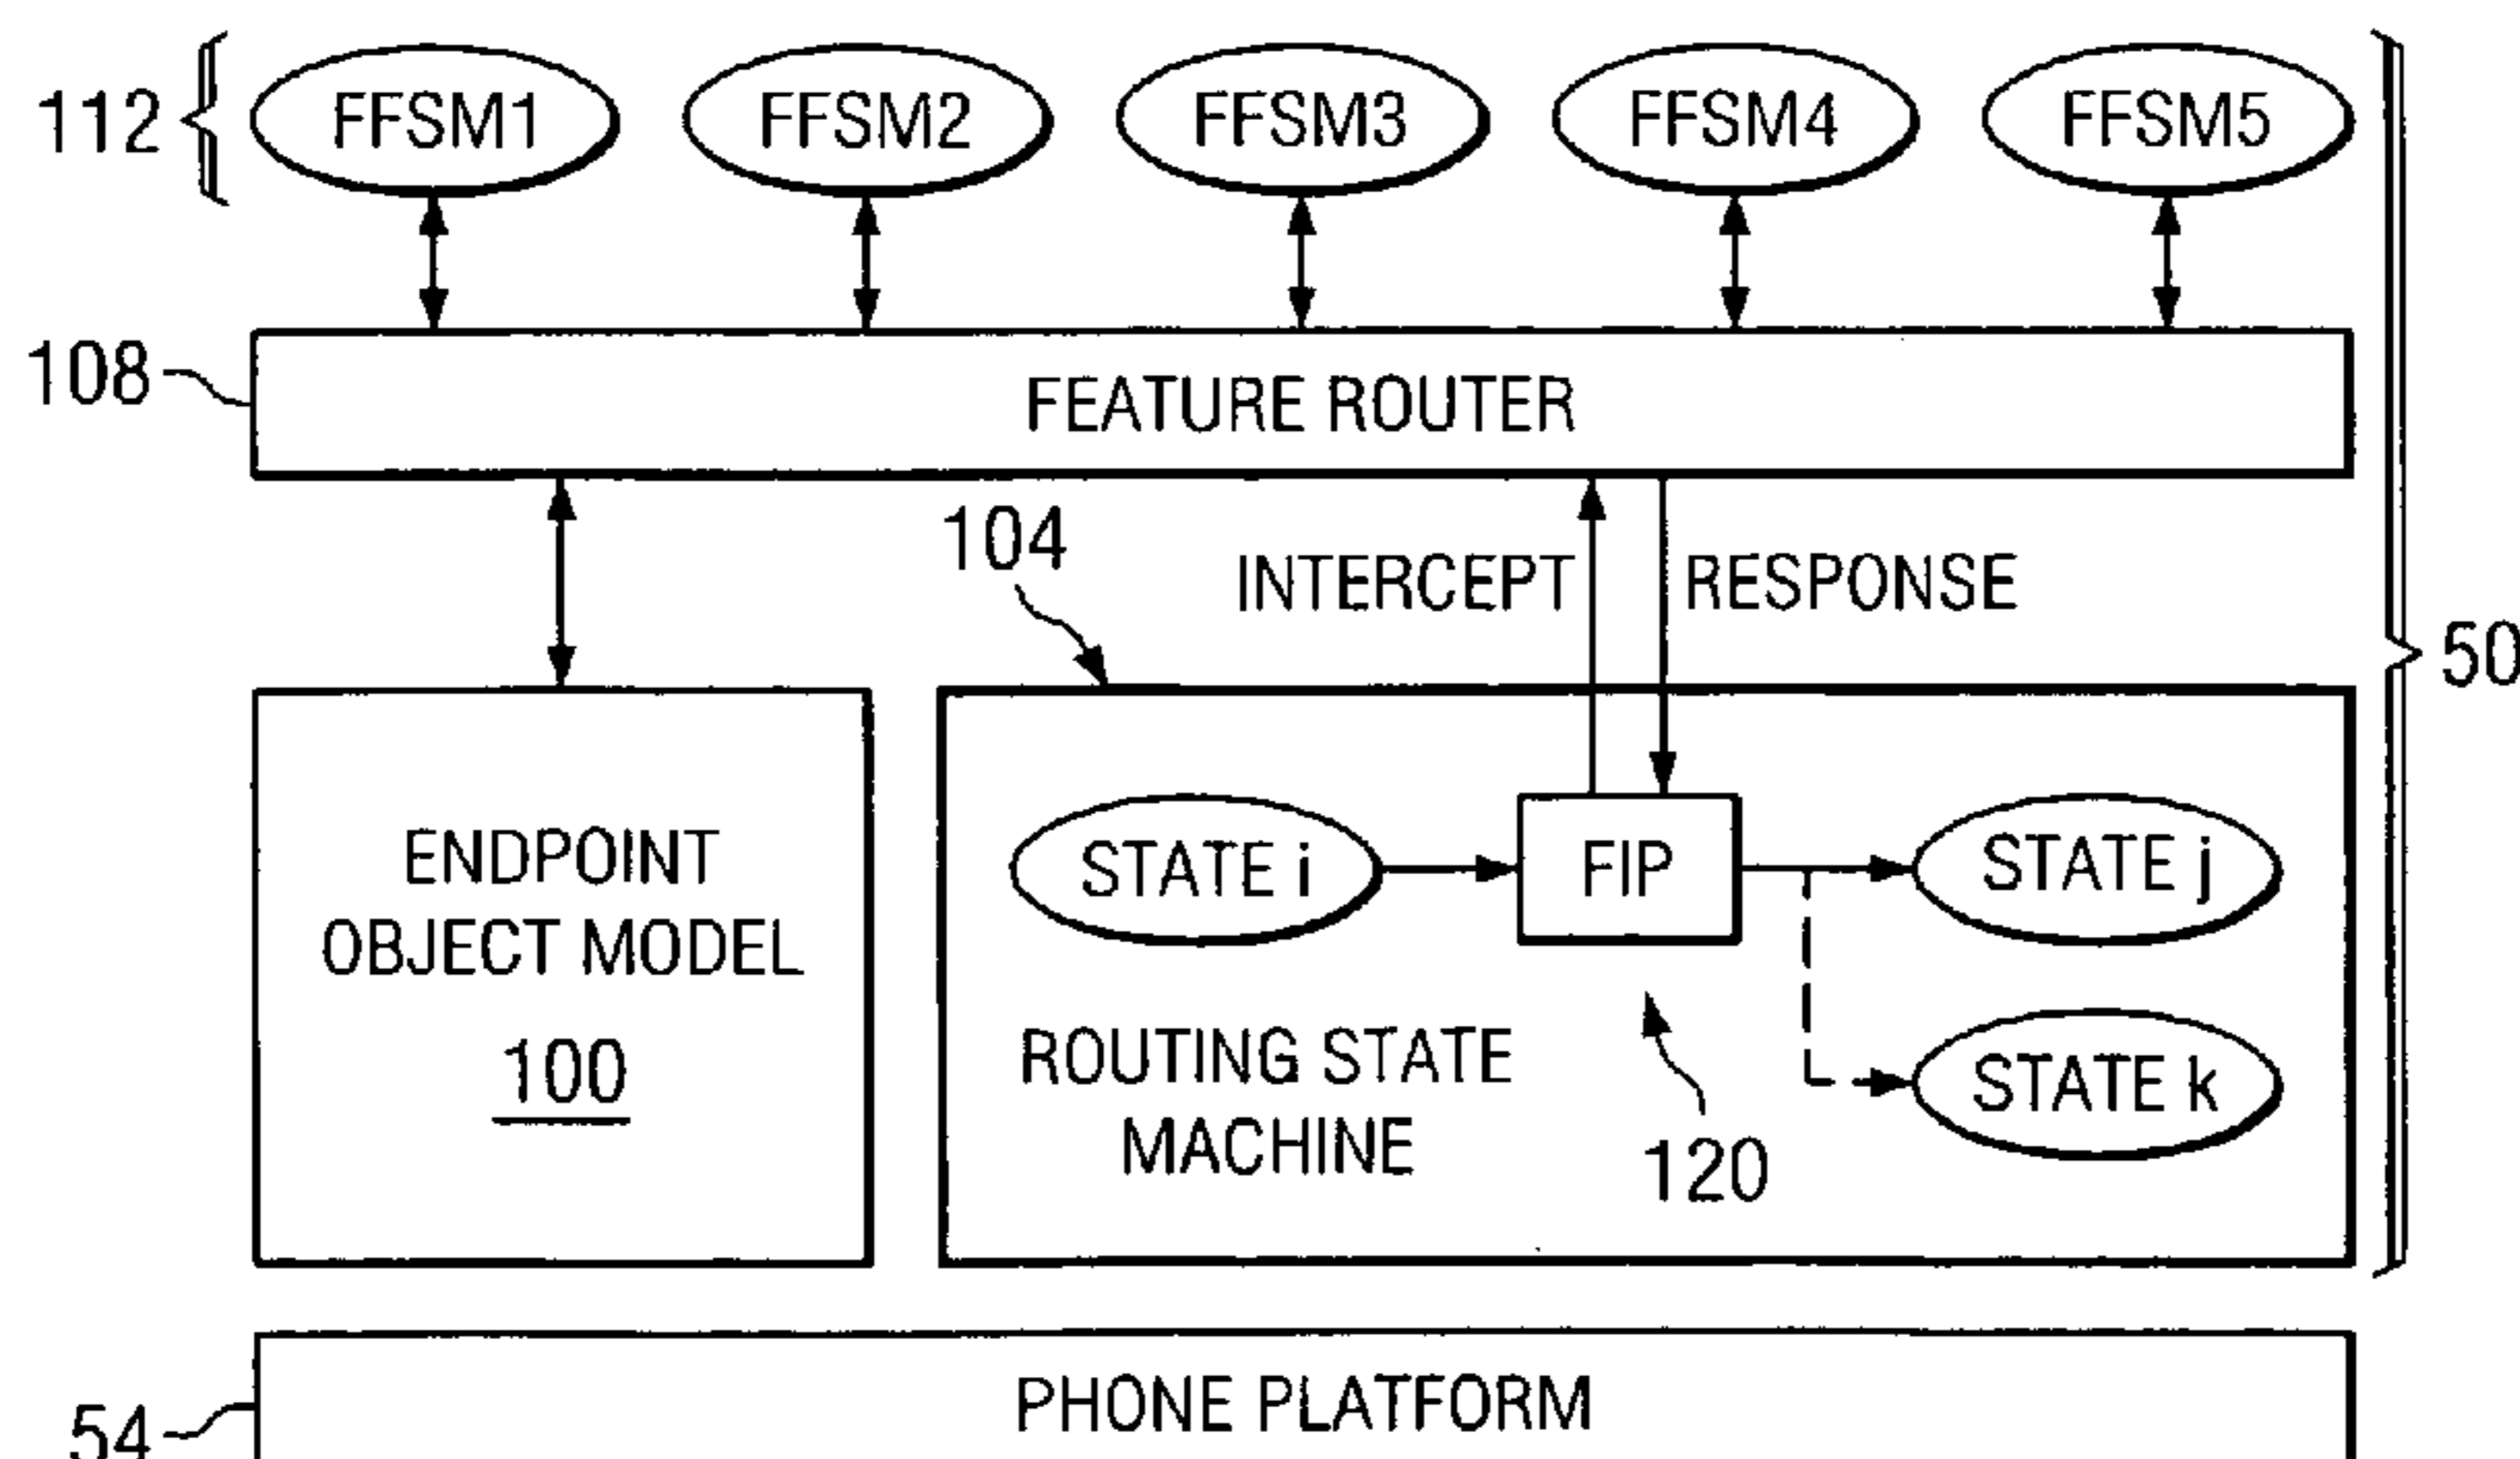 112
FFSM1
FFSM2
FFSM3
FFSM4
FFSM5
108
FEATURE ROUTER
104
INTERCEPT
RESPONSE
50
ENDPOINT
OBJECT MODEL
100
STATE i
FIP
STATE j
STATE k
ROUTING STATE
MACHINE
120
PHONE PLATFORM
54